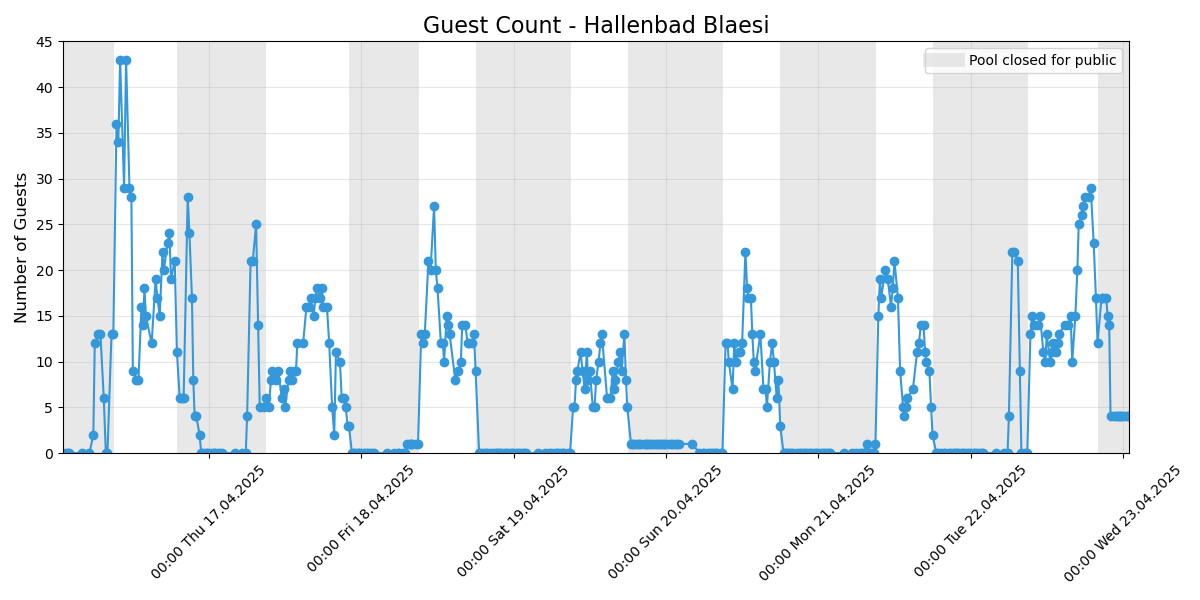 Guest Count - Hallenbad Blaesi
Pool closed for public
Number of Guests
45
40
35
30
25
20
15
10
5
0
00:00 Thu 17.04.2025
00:00 Fri 18.04.2025
00:00 Sat 19.04.2025
00:00 Sun 20.04.2025
00:00 Mon 21.04.2025
00:00 Tue 22.04.2025
00:00 Wed 23.04.2025